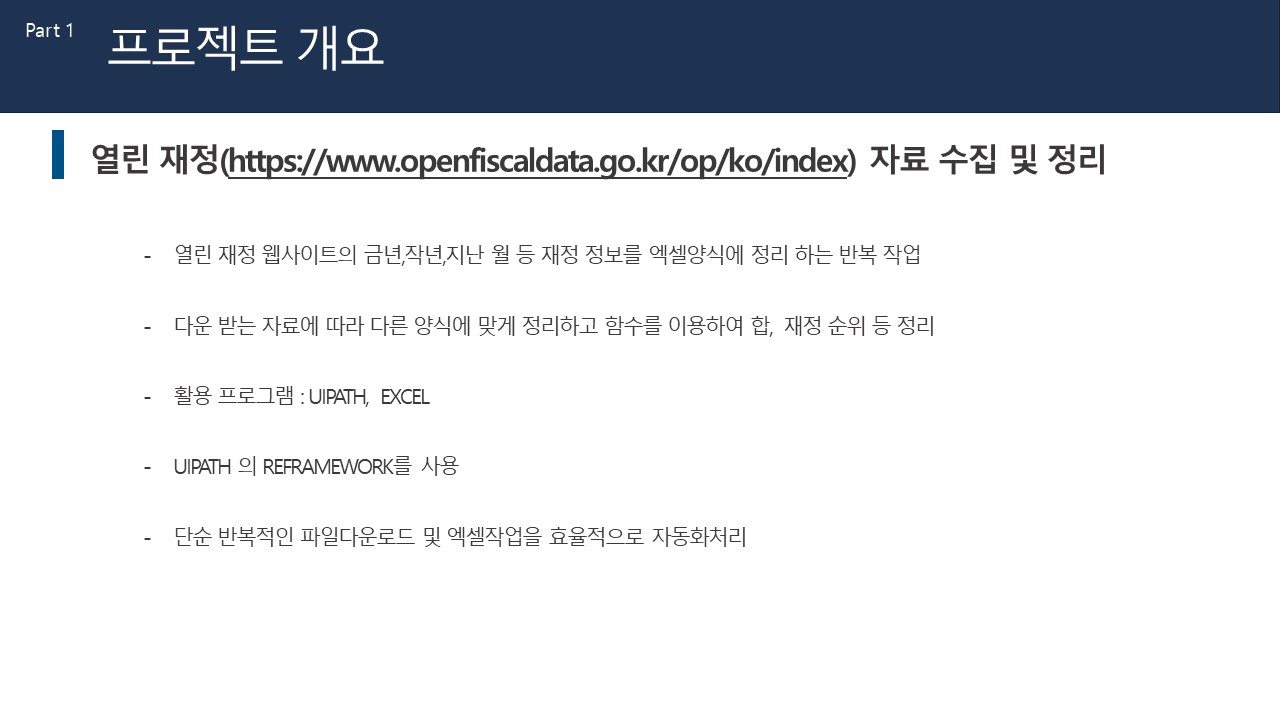 Part 1
프로젝트 개요
열린 재정(https://www.openfiscaldata.go.kr/op/ko/index) 자료 수집 및 정리
- 열린 재정 웹사이트의 금년,작년,지난 월 등 재정 정보를 엑셀양식에 정리 하는 반복 작업
- 다운 받는 자료에 따라 다른 양식에 맞게 정리하고 함수를 이용하여 합, 재정 순위 등 정리
- 활용 프로그램 : UIPATH, EXCEL
- UIPATH 의 REFRAMEWORK를 사용
- 단순 반복적인 파일다운로드 및 엑셀작업을 효율적으로 자동화처리